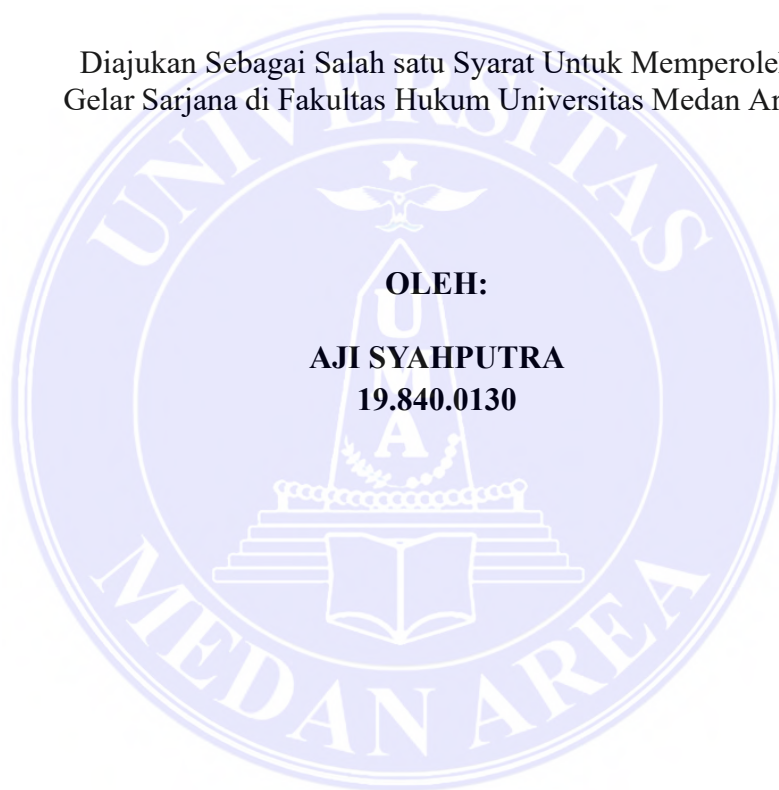 Diajukan Sebagai Salah satu Syarat Untuk Memperole
Gelar Sarjana di Fakultas Hukum Universitas Medan Ar
UNIVERSITAS
OLEH:
AJI SYAHPUTRA
19.840.0130
U
M
A
MEDAN AREA